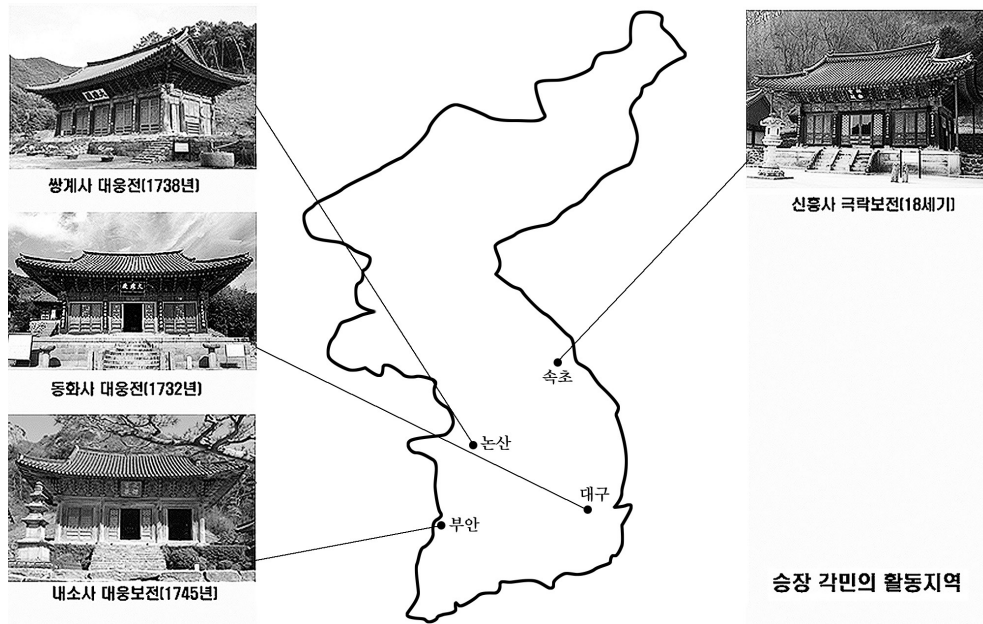 쌍계사 대웅전(1738년)
동화사 대웅전(1732년)
내소사 대웅보전(1745년)
신흥사 극락보전(18세기)
속초
논산
대구
부안
승장 각민의 활동지역